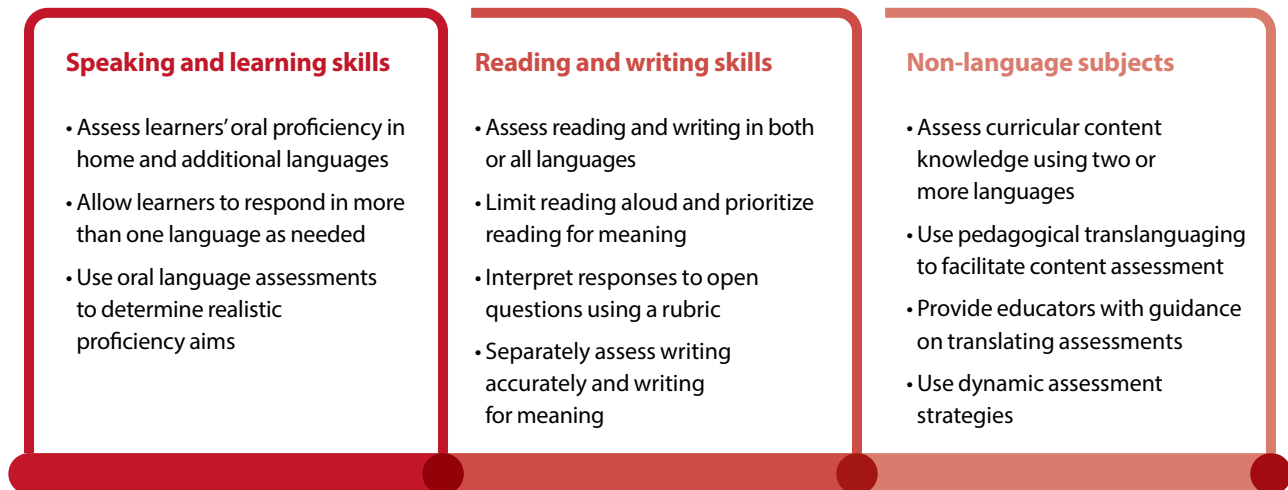 Speaking and learning skills
• Assess learners’ oral proficiency in
home and additional languages
• Allow learners to respond in more
than one language as needed
• Use oral language assessments
to determine realistic
proficiency aims
Reading and writing skills
• Assess reading and writing in both
or all languages
• Limit reading aloud and prioritize
reading for meaning
• Interpret responses to open
questions using a rubric
• Separately assess writing
accurately and writing
for meaning
Non-language subjects
• Assess curricular content
knowledge using two or
more languages
• Use pedagogical translanguaging
to facilitate content assessment
• Provide educators with guidance
on translating assessments
• Use dynamic assessment
strategies